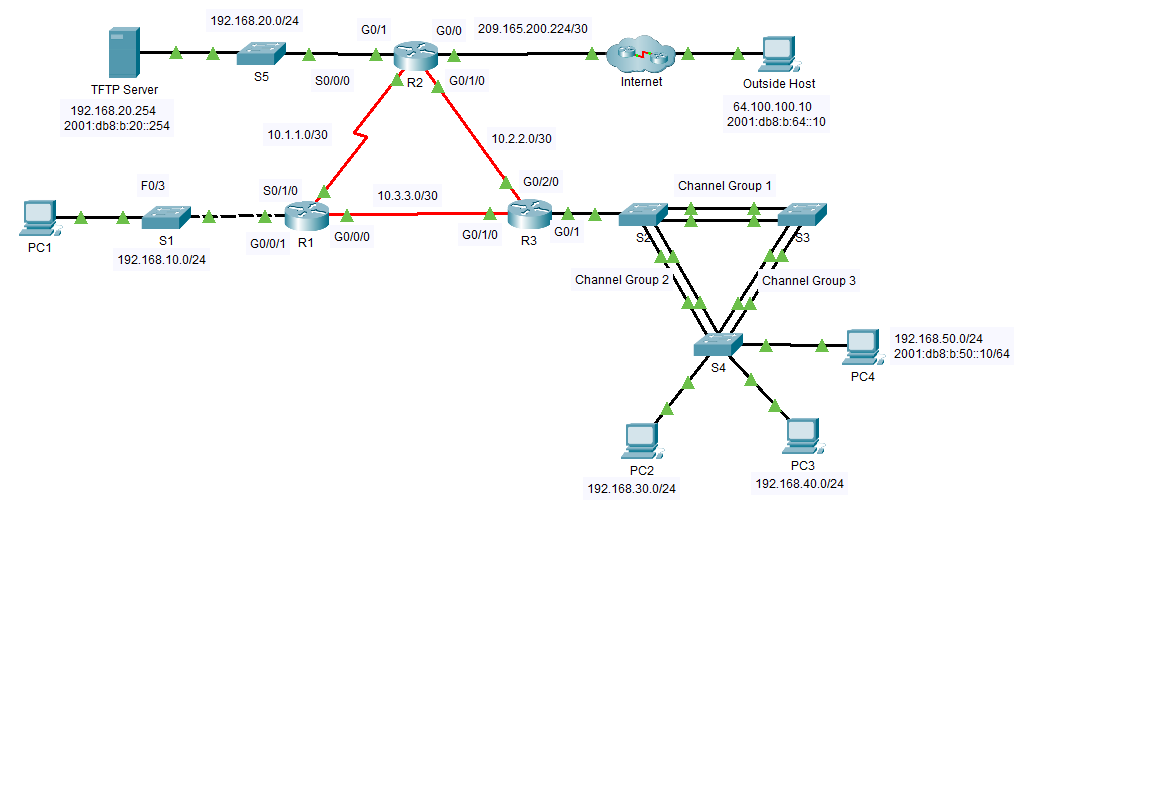 192.168.20.0/24
G0/1
G0/0
209.165.200.224/30
S5
S0/0/0
R2
G0/1/0
Internet
Outside Host
TFTP Server
192.168.20.254
2001:db8:b:20::254
64.100.100.10
2001:db8:b:64::10
10.1.1.0/30
10.2.2.0/30
F0/3
S0/1/0
10.3.3.0/30
G0/2/0
Channel Group 1
PC1
S1
G0/0/1
R1
G0/0/0
G0/1/0
R3
G0/1
S2
S3
192.168.10.0/24
Channel Group 2
Channel Group 3
192.168.50.0/24
2001:db8:b:50::10/64
S4
PC4
PC2
192.168.30.0/24
PC3
192.168.40.0/24